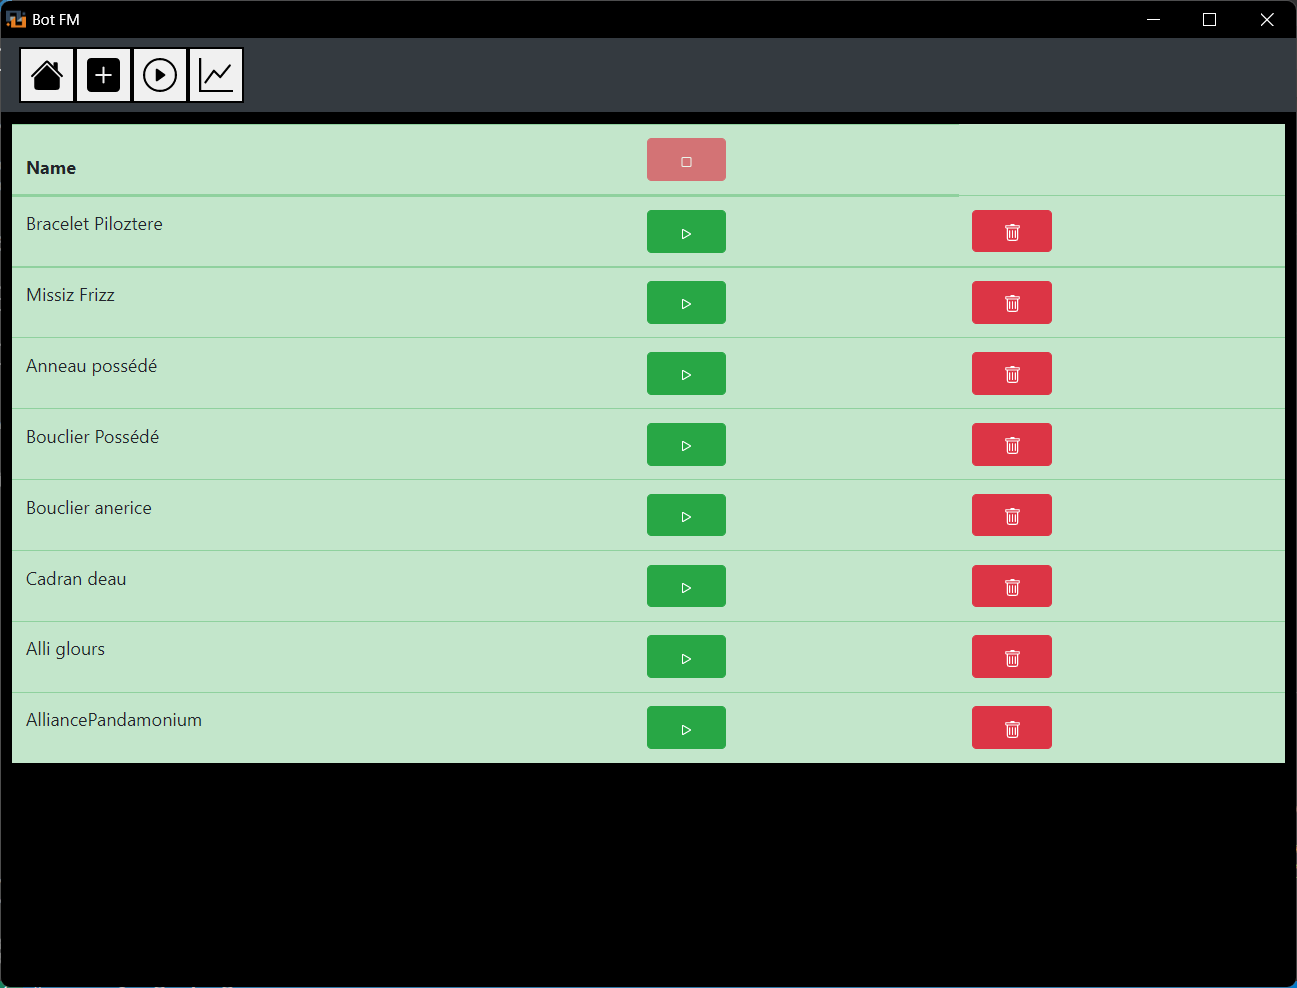 Bot FM
Name
Bracelet Piloztere
Missiz Frizz
Anneau possédé
Bouclier Possédé
Bouclier anerice
Cadran deau
Alli glours
AlliancePandamonium